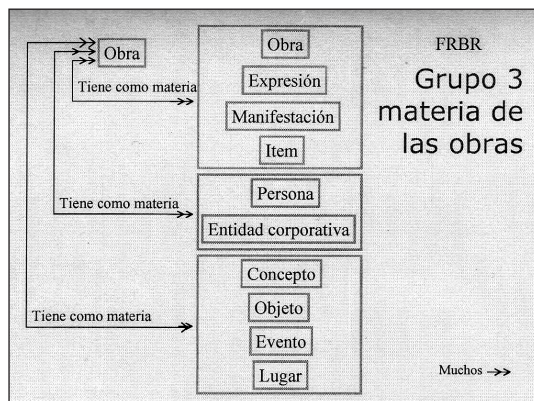 Obra
Tiene como materia
Obra
Expresión
Manifestación
Item
FRBR
Grupo 3
materia de
las obras
Tiene como materia
Persona
Entidad corporativa
Tiene como materia
Concepto
Objeto
Evento
Lugar
Muchos